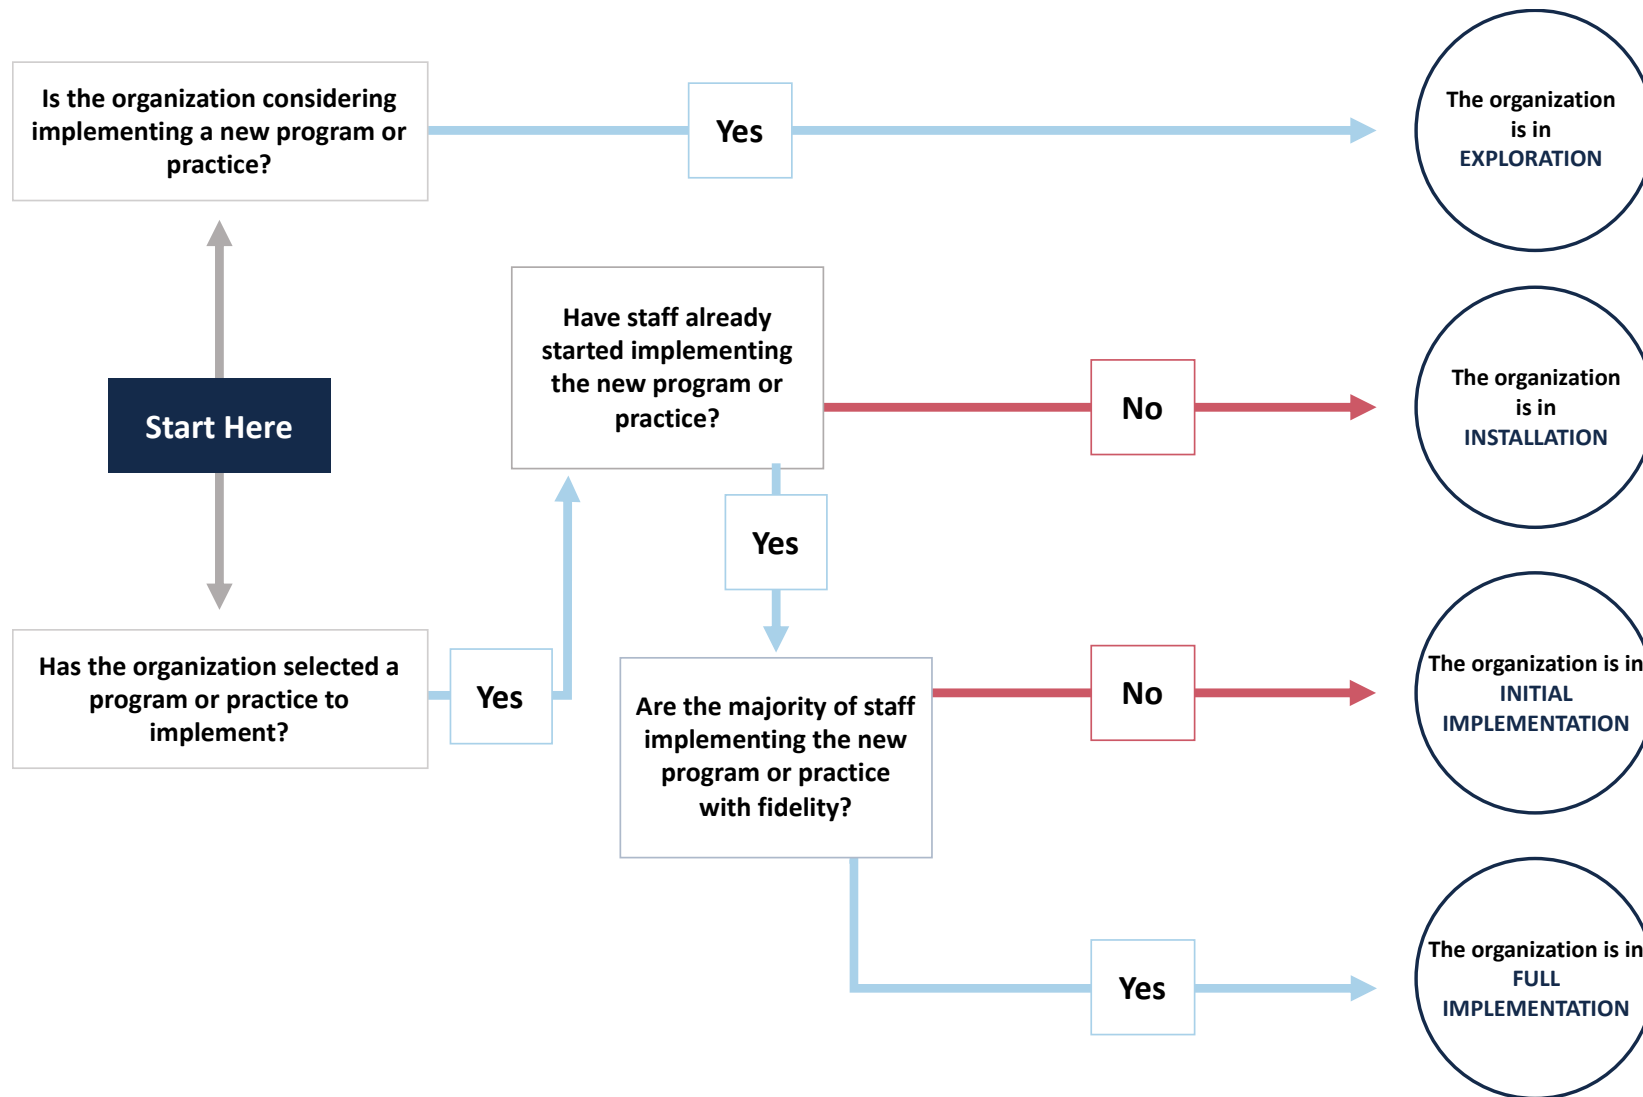 Is the organization considering
implementing a new program or
practice?
Yes
The organization
is in
EXPLORATION
Start Here
Have staff already
started implementing
the new program or
practice?
No
The organization
is in
INSTALLATION
Yes
Has the organization selected a
program or practice to
implement?
Yes
Are the majority of staff
implementing the new
program or practice
with fidelity?
No
The organization is in
INITIAL
IMPLEMENTATION
Yes
The organization is in
FULL
IMPLEMENTATION